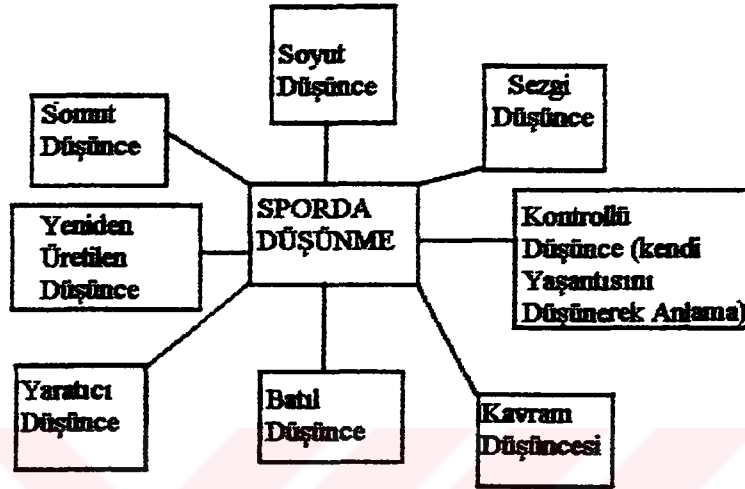 Soyut
Düşünce
Sezgi
Düşünce
Somut
Düşünce
SPORDA
DÜŞÜNME
Yeniden
Üretilen
Düşünce
Kontrollü
Düşünce (kendi
Yaşantısını
Düşünerek Anlama)
Yaratıcı
Düşünce
Batıl
Düşünce
Kavram
Düşüncesi